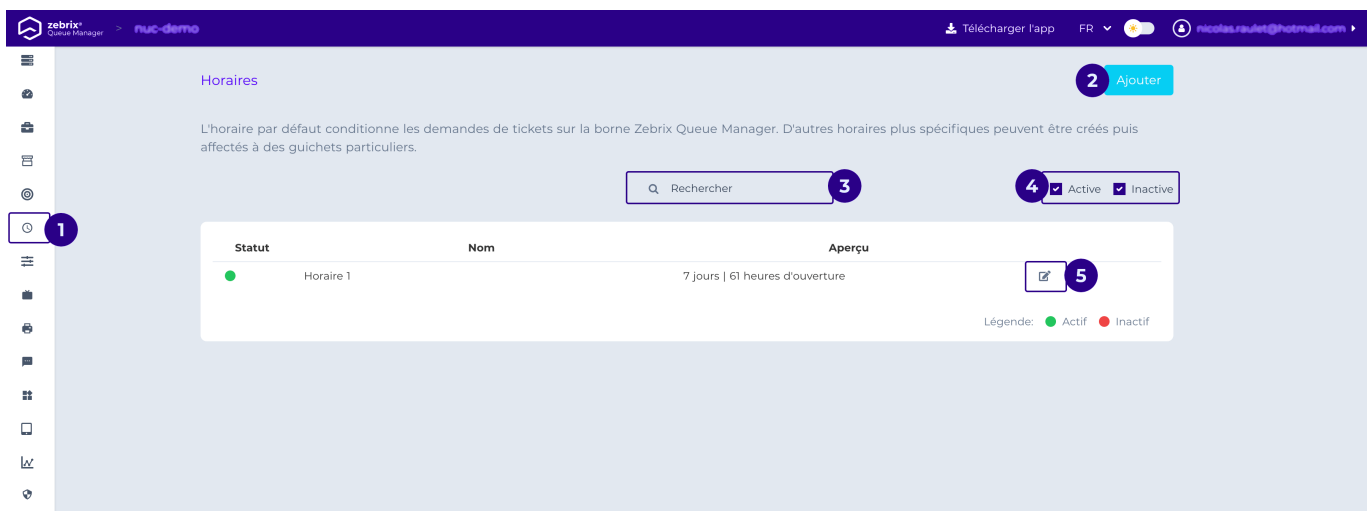 zebrix®
Queue Manager > nuc-demo Télécharger l'app FR nicolas.raulet@hotmail.com
Horaires 2 Ajouter
L'horaire par défaut conditionne les demandes de tickets sur la borne Zebrix Queue Manager. D'autres horaires plus spécifiques peuvent être créés puis
affectés à des guichets particuliers.
Rechercher 3 4 Active Inactive
1
Statut Nom Aperçu
Horaire 1 7 jours | 61 heures d'ouverture 5
Légende: Actif Inactif